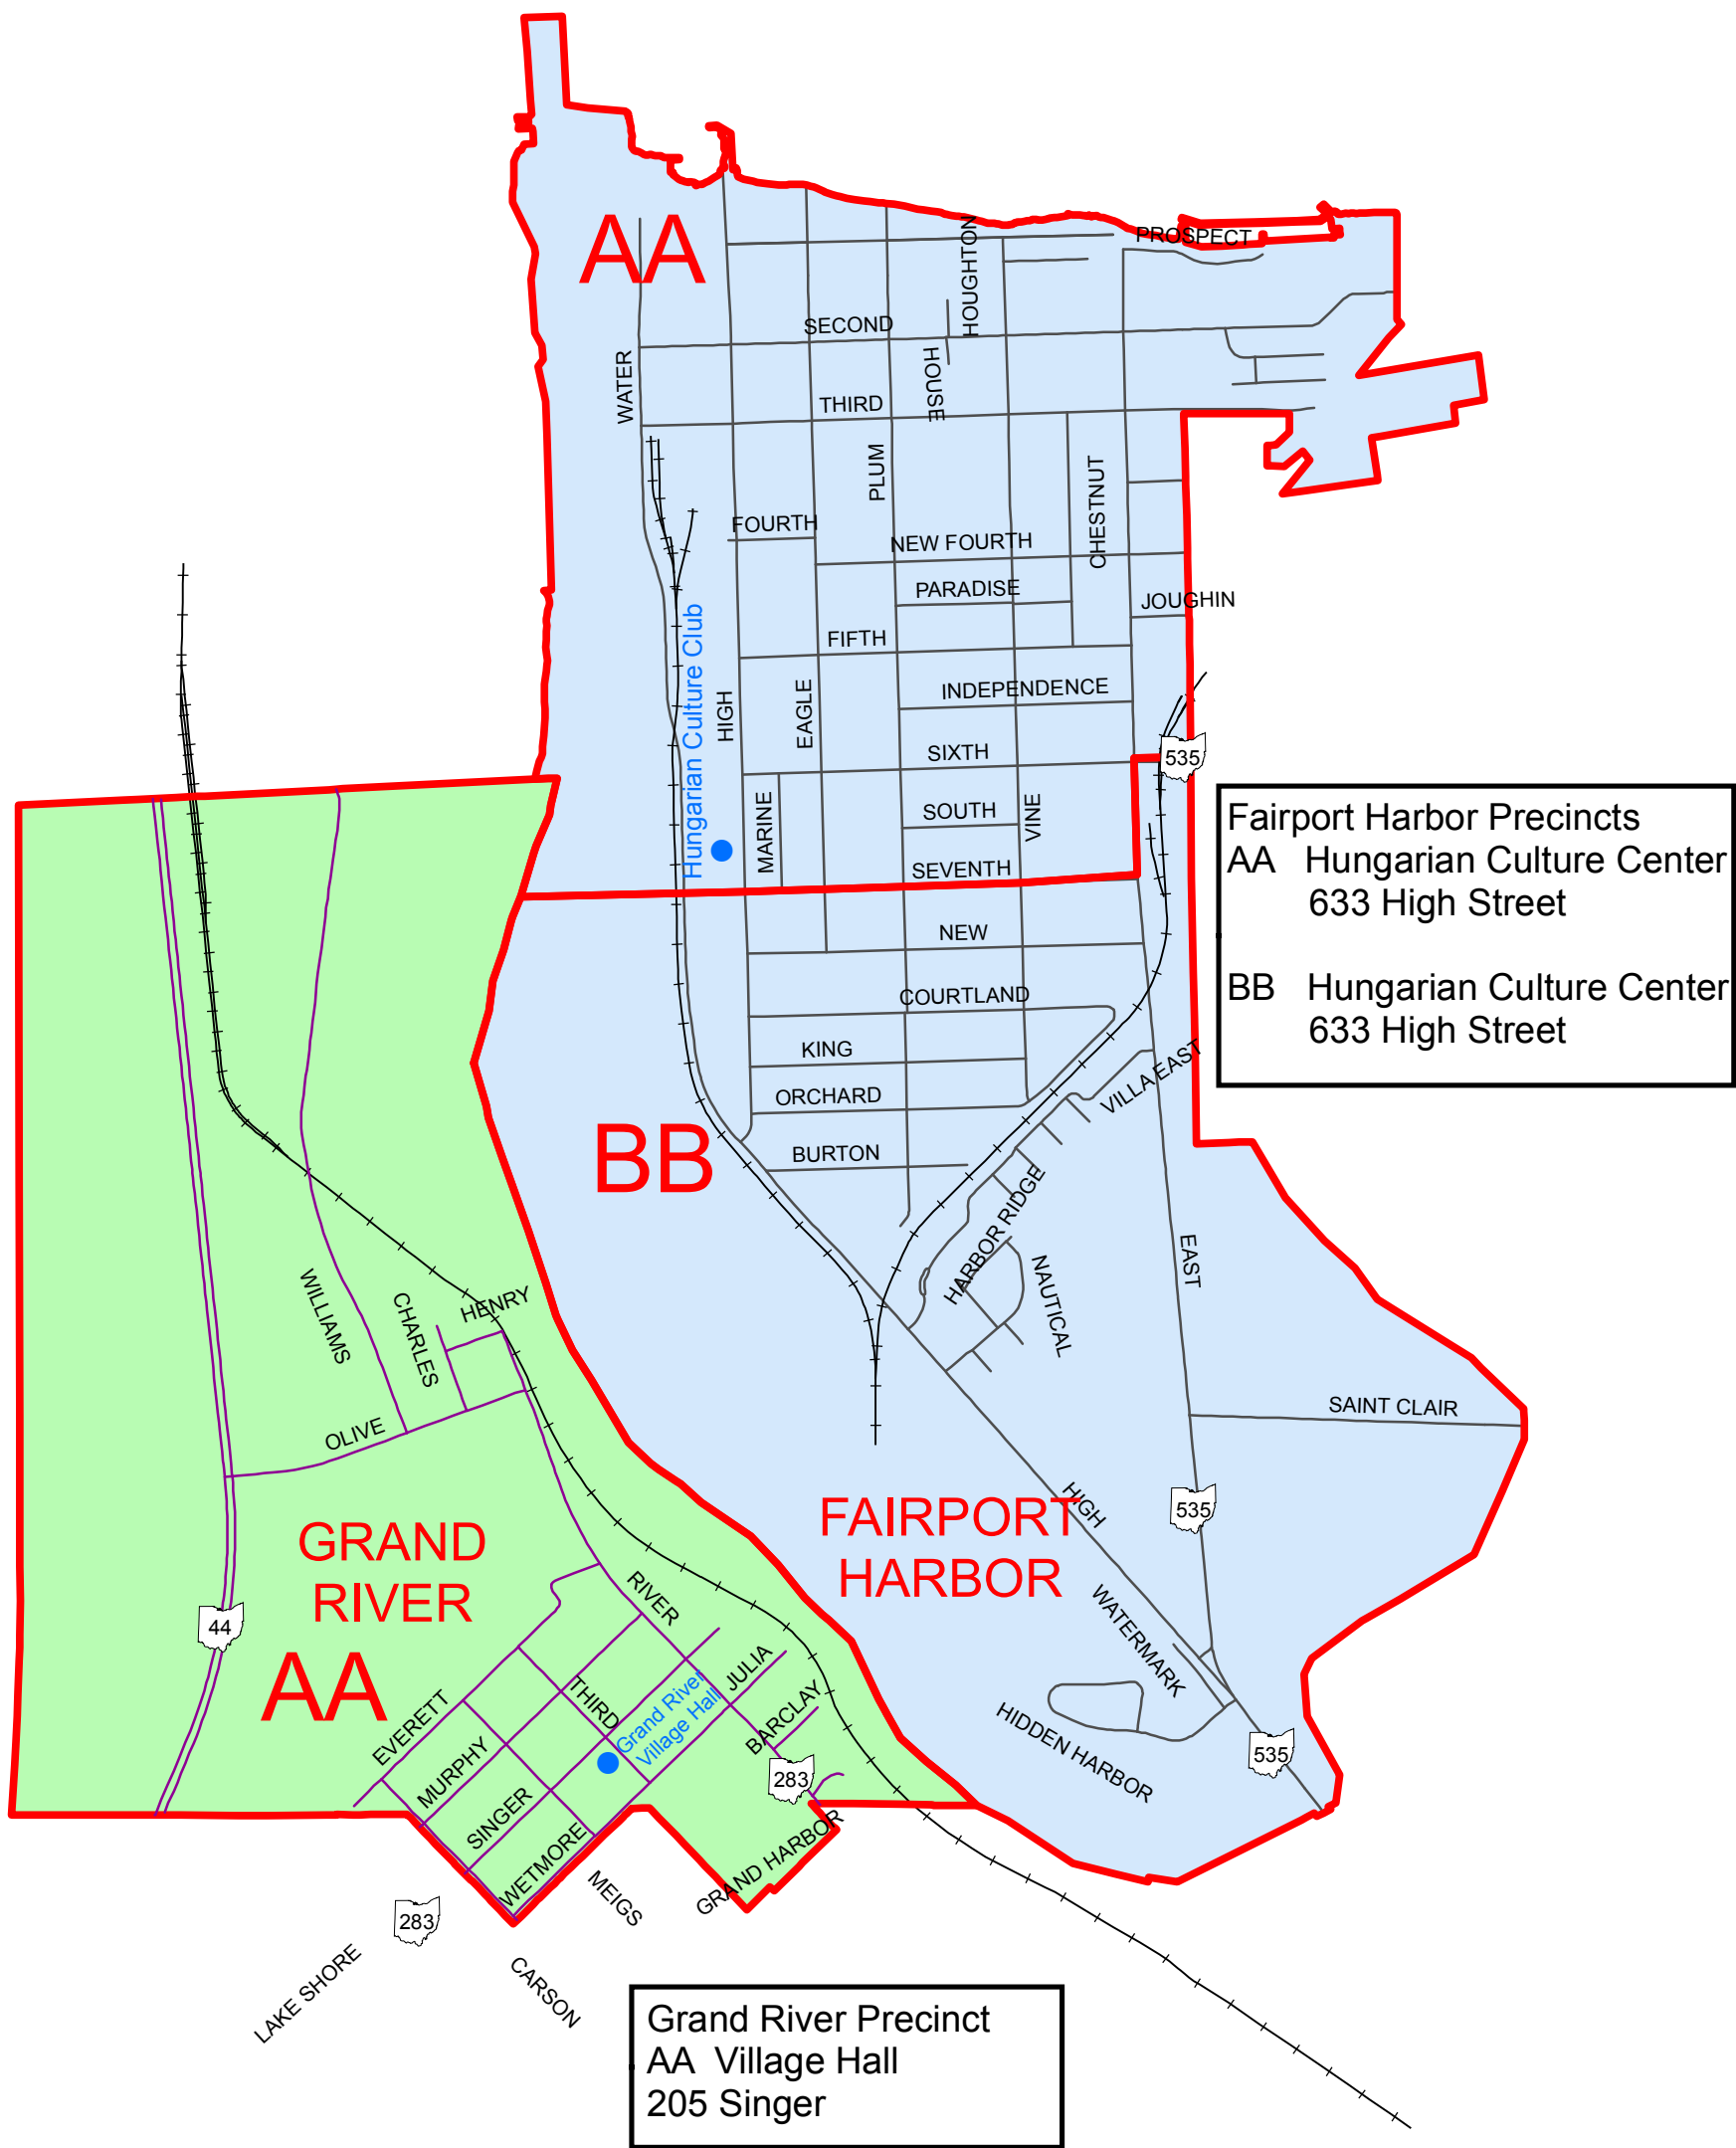 AA
PROSPECT
HOUGHTON
SECOND
WATER
HOUSE
THIRD
PLUM
CHESTNUT
FOURTH
NEW FOURTH
PARADISE
JOUGHIN
FIFTH
Hungarian Culture Club
HIGH
EAGLE
INDEPENDENCE
SIXTH
535
MARINE
SOUTH
VINE
SEVENTH
Fairport Harbor Precincts
AA Hungarian Culture Center
633 High Street
BB Hungarian Culture Center
633 High Street
NEW
COURTLAND
KING
VILLA EAST
ORCHARD
BB
BURTON
HARBOR RIDGE
EAST
NAUTICAL
WILLIAMS
CHARLES
HENRY
OLIVE
SAINT CLAIR
HIGH
535
FAIRPORT
HARBOR
GRAND
RIVER
44
AA
RIVER
WATERMARK
JULIA
THIRD
Grand River
Village Hall
EVERETT
BARCLAY
HIDDEN HARBOR
535
MURPHY
283
SINGER
WETMORE
GRAND HARBOR
MEIGS
283
LAKE SHORE
CARSON
Grand River Precinct
AA Village Hall
205 Singer